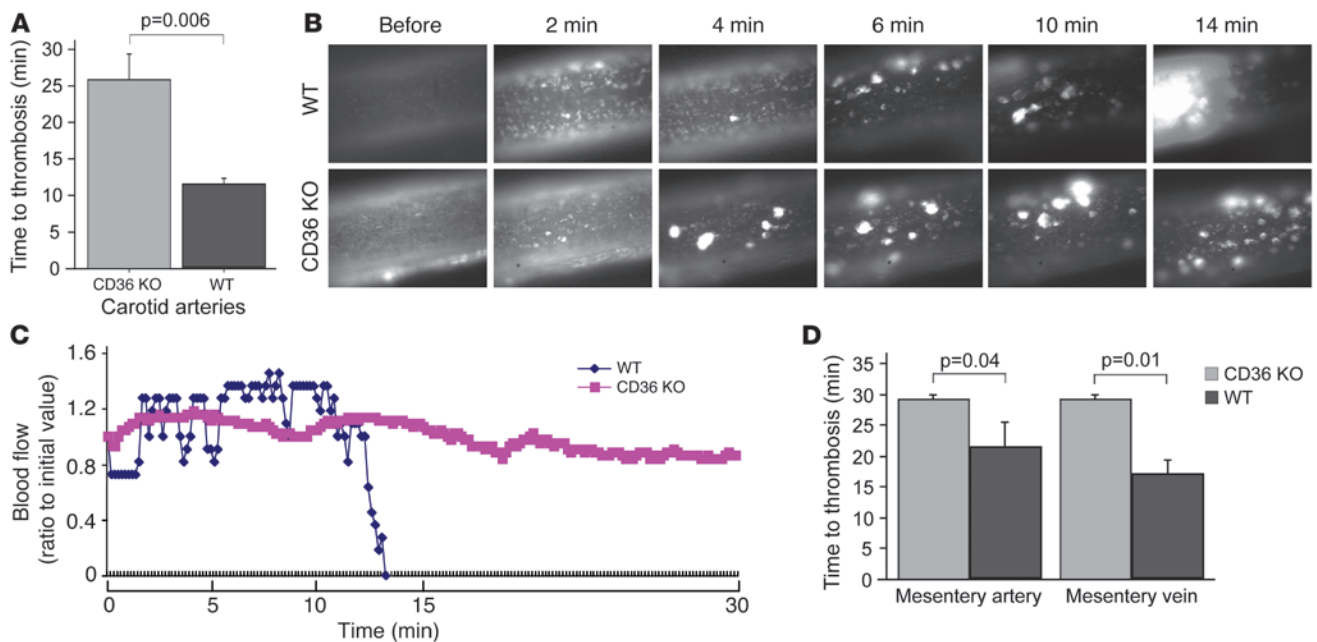 A
p=0.006
Time to thrombosis (min)
30
25
20
15
10
5
0
CD36 KO WT
Carotid arteries
B
Before 2 min 4 min 6 min 10 min 14 min
WT
CD36 KO
C
Blood flow
(ratio to initial value)
1.6
1.2
0.8
0.4
0
WT
CD36 KO
0 5 10 15 30
Time (min)
D
Time to thrombosis (min)
35
30
25
20
15
10
5
0
p=0.04 p=0.01
CD36 KO
WT
Mesentery artery Mesentery vein